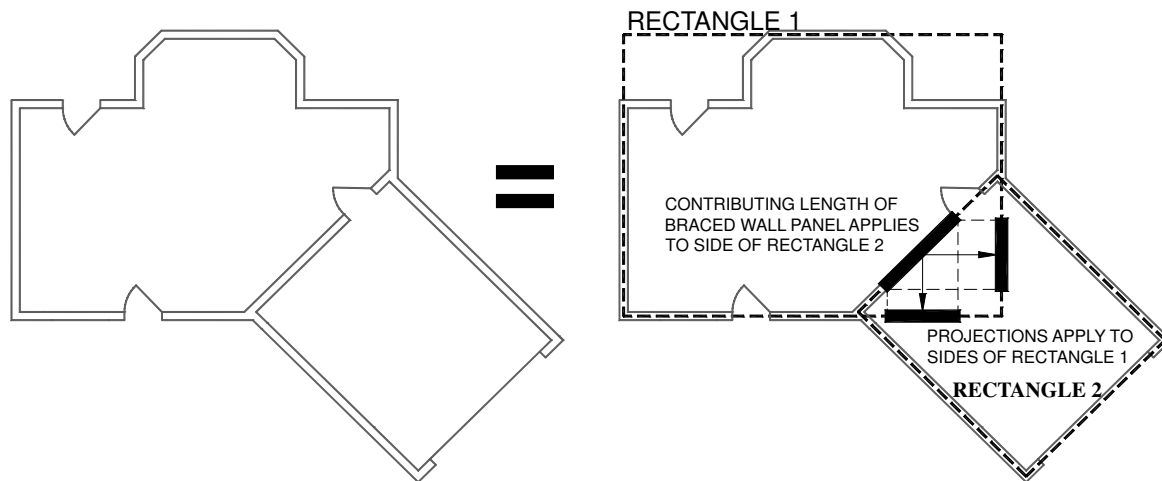 RECTANGLE 1
CONTRIBUTING LENGTH OF
BRACED WALL PANEL APPLIES
TO SIDE OF RECTANGLE 2
PROJECTIONS APPLY TO
SIDES OF RECTANGLE 1
RECTANGLE 2